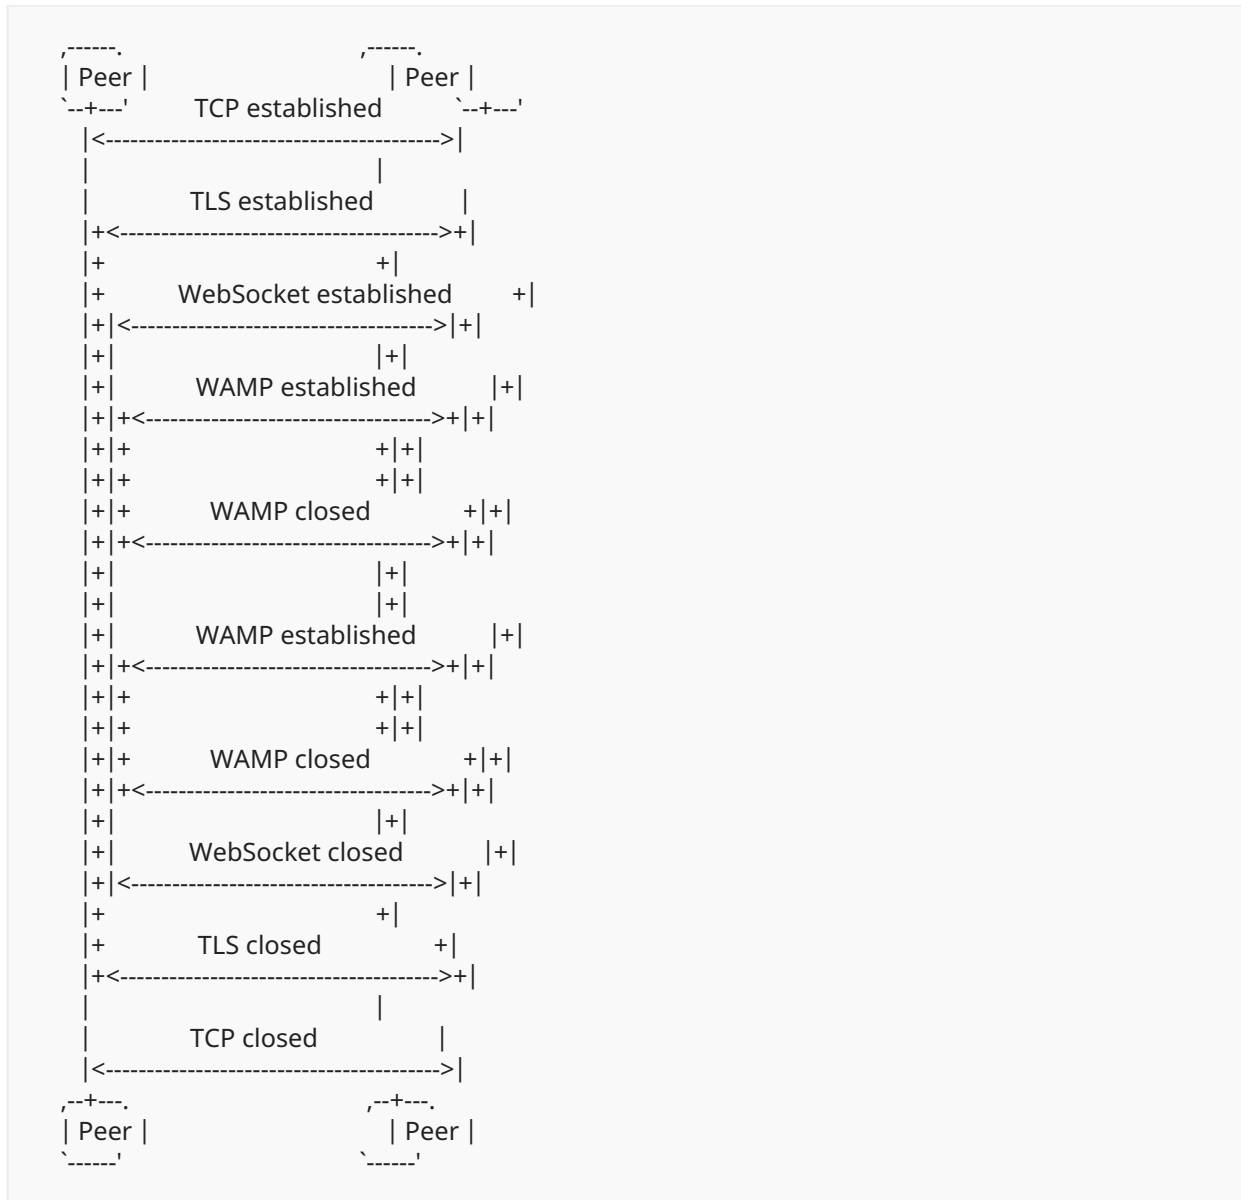 ,------.                                    ,------.
| Peer |                                    | Peer |
`--+---'          TCP established          `--+---'
   |<----------------------------------------->|
   |                                           |
   |               TLS established             |
   |+<--------------------------------------->+|
   |+                                         +|
   |+           WebSocket established         +|
   |+|<------------------------------------->|+|
   |+|                                       |+|
   |+|            WAMP established           |+|
   |+|+<----------------------------------->+|+|
   |+|+                                     +|+|
   |+|+                                     +|+|
   |+|+             WAMP closed             +|+|
   |+|+<----------------------------------->+|+|
   |+|                                       |+|
   |+|                                       |+|
   |+|            WAMP established           |+|
   |+|+<----------------------------------->+|+|
   |+|+                                     +|+|
   |+|+                                     +|+|
   |+|+             WAMP closed             +|+|
   |+|+<----------------------------------->+|+|
   |+|                                       |+|
   |+|            WebSocket closed           |+|
   |+|<------------------------------------->|+|
   |+                                         +|
   |+                TLS closed               +|
   |+<--------------------------------------->+|
   |                                           |
   |                 TCP closed                |
   |<----------------------------------------->|
,--+---.                                    ,--+---.
| Peer |                                    | Peer |
`------'                                    `------'